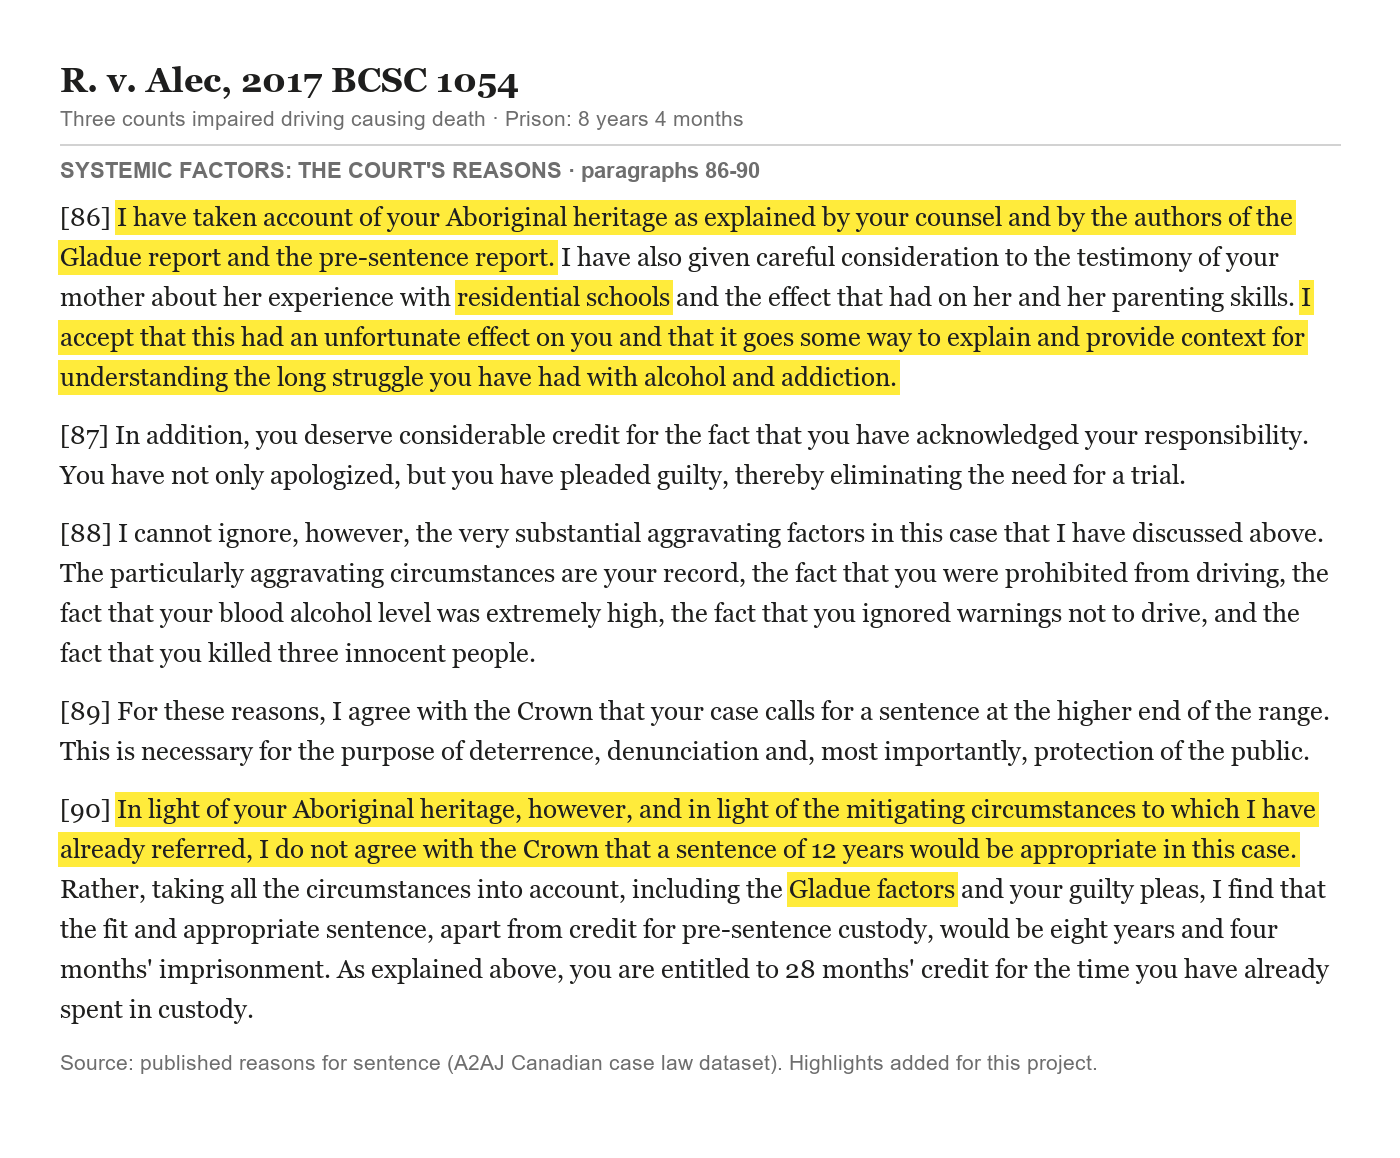 R. v. Alec, 2017 BCSC 1054
Three counts impaired driving causing death · Prison: 8 years 4 months
SYSTEMIC FACTORS: THE COURT'S REASONS · paragraphs 86-90
[86] I have taken account of your Aboriginal heritage as explained by your counsel and by the authors of the
Gladue report and the pre-sentence report. I have also given careful consideration to the testimony of your
mother about her experience with residential schools and the effect that had on her and her parenting skills. I
accept that this had an unfortunate effect on you and that it goes some way to explain and provide context for
understanding the long struggle you have had with alcohol and addiction.
[87] In addition, you deserve considerable credit for the fact that you have acknowledged your responsibility.
You have not only apologized, but you have pleaded guilty, thereby eliminating the need for a trial.
[88] I cannot ignore, however, the very substantial aggravating factors in this case that I have discussed above.
The particularly aggravating circumstances are your record, the fact that you were prohibited from driving, the
fact that your blood alcohol level was extremely high, the fact that you ignored warnings not to drive, and the
fact that you killed three innocent people.
[89] For these reasons, I agree with the Crown that your case calls for a sentence at the higher end of the range.
This is necessary for the purpose of deterrence, denunciation and, most importantly, protection of the public.
[90] In light of your Aboriginal heritage, however, and in light of the mitigating circumstances to which I have
already referred, I do not agree with the Crown that a sentence of 12 years would be appropriate in this case.
Rather, taking all the circumstances into account, including the Gladue factors and your guilty pleas, I find that
the fit and appropriate sentence, apart from credit for pre-sentence custody, would be eight years and four
months' imprisonment. As explained above, you are entitled to 28 months' credit for the time you have already
spent in custody.
Source: published reasons for sentence (A2AJ Canadian case law dataset). Highlights added for this project.